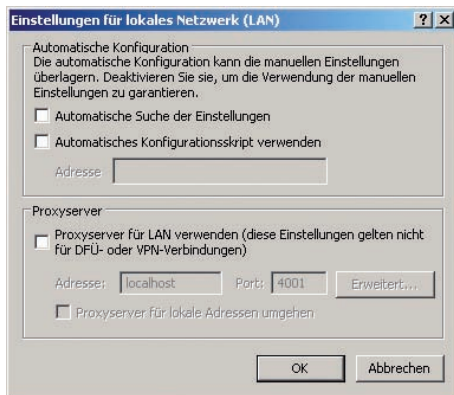 Einstellungen für lokales Netzwerk (LAN)
Automatische Konfiguration
Die automatische Konfiguration kann die manuellen Einstellungen
überlagern. Deaktivieren Sie sie, um die Verwendung der manuellen
Einstellungen zu garantieren.
Automatische Suche der Einstellungen
Automatisches Konfigurationsskript verwenden
Adresse
Proxyserver
Proxyserver für LAN verwenden (diese Einstellungen gelten nicht
für DFÜ- oder VPN-Verbindungen)
Adresse: localhost Port: 4001 Erweitert...
Proxyserver für lokale Adressen umgehen
OK Abbrechen